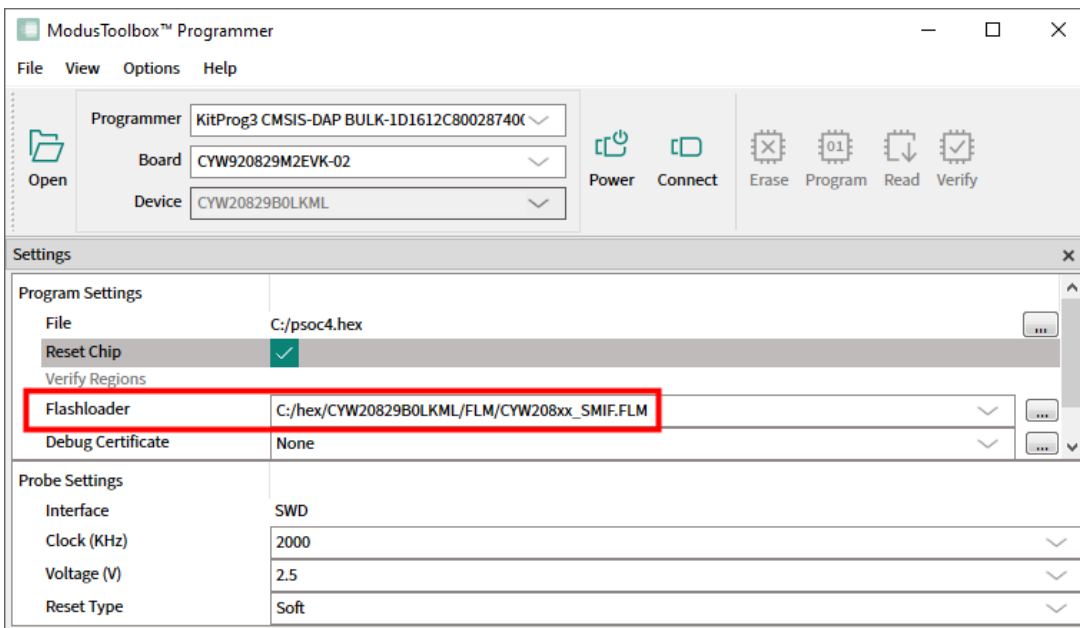 ModusToolbox™ Programmer
File View Options Help
Open
Programmer KitProg3 CMSIS-DAP BULK-1D1612C800287400
Board CYW920829M2EVK-02
Device CYW20829B0LKML
Power Connect Erase Program Read Verify
Settings
Program Settings
File C:/psoc4.hex ...
Reset Chip
Verify Regions
Flashloader C:/hex/CYW20829B0LKML/FLM/CYW208xx_SMIF.FLM ...
Debug Certificate None ...
Probe Settings
Interface SWD
Clock (KHz) 2000
Voltage (V) 2.5
Reset Type Soft